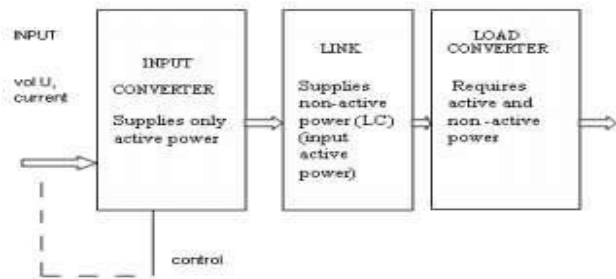 INPUT
vol U,
current
INPUT
CONVERTER
Supplies only
active power
LINK
Supplies
non-active
power (LC)
(input
active
power)
LOAD
CONVERTER
Requires
active and
non -active
power
control